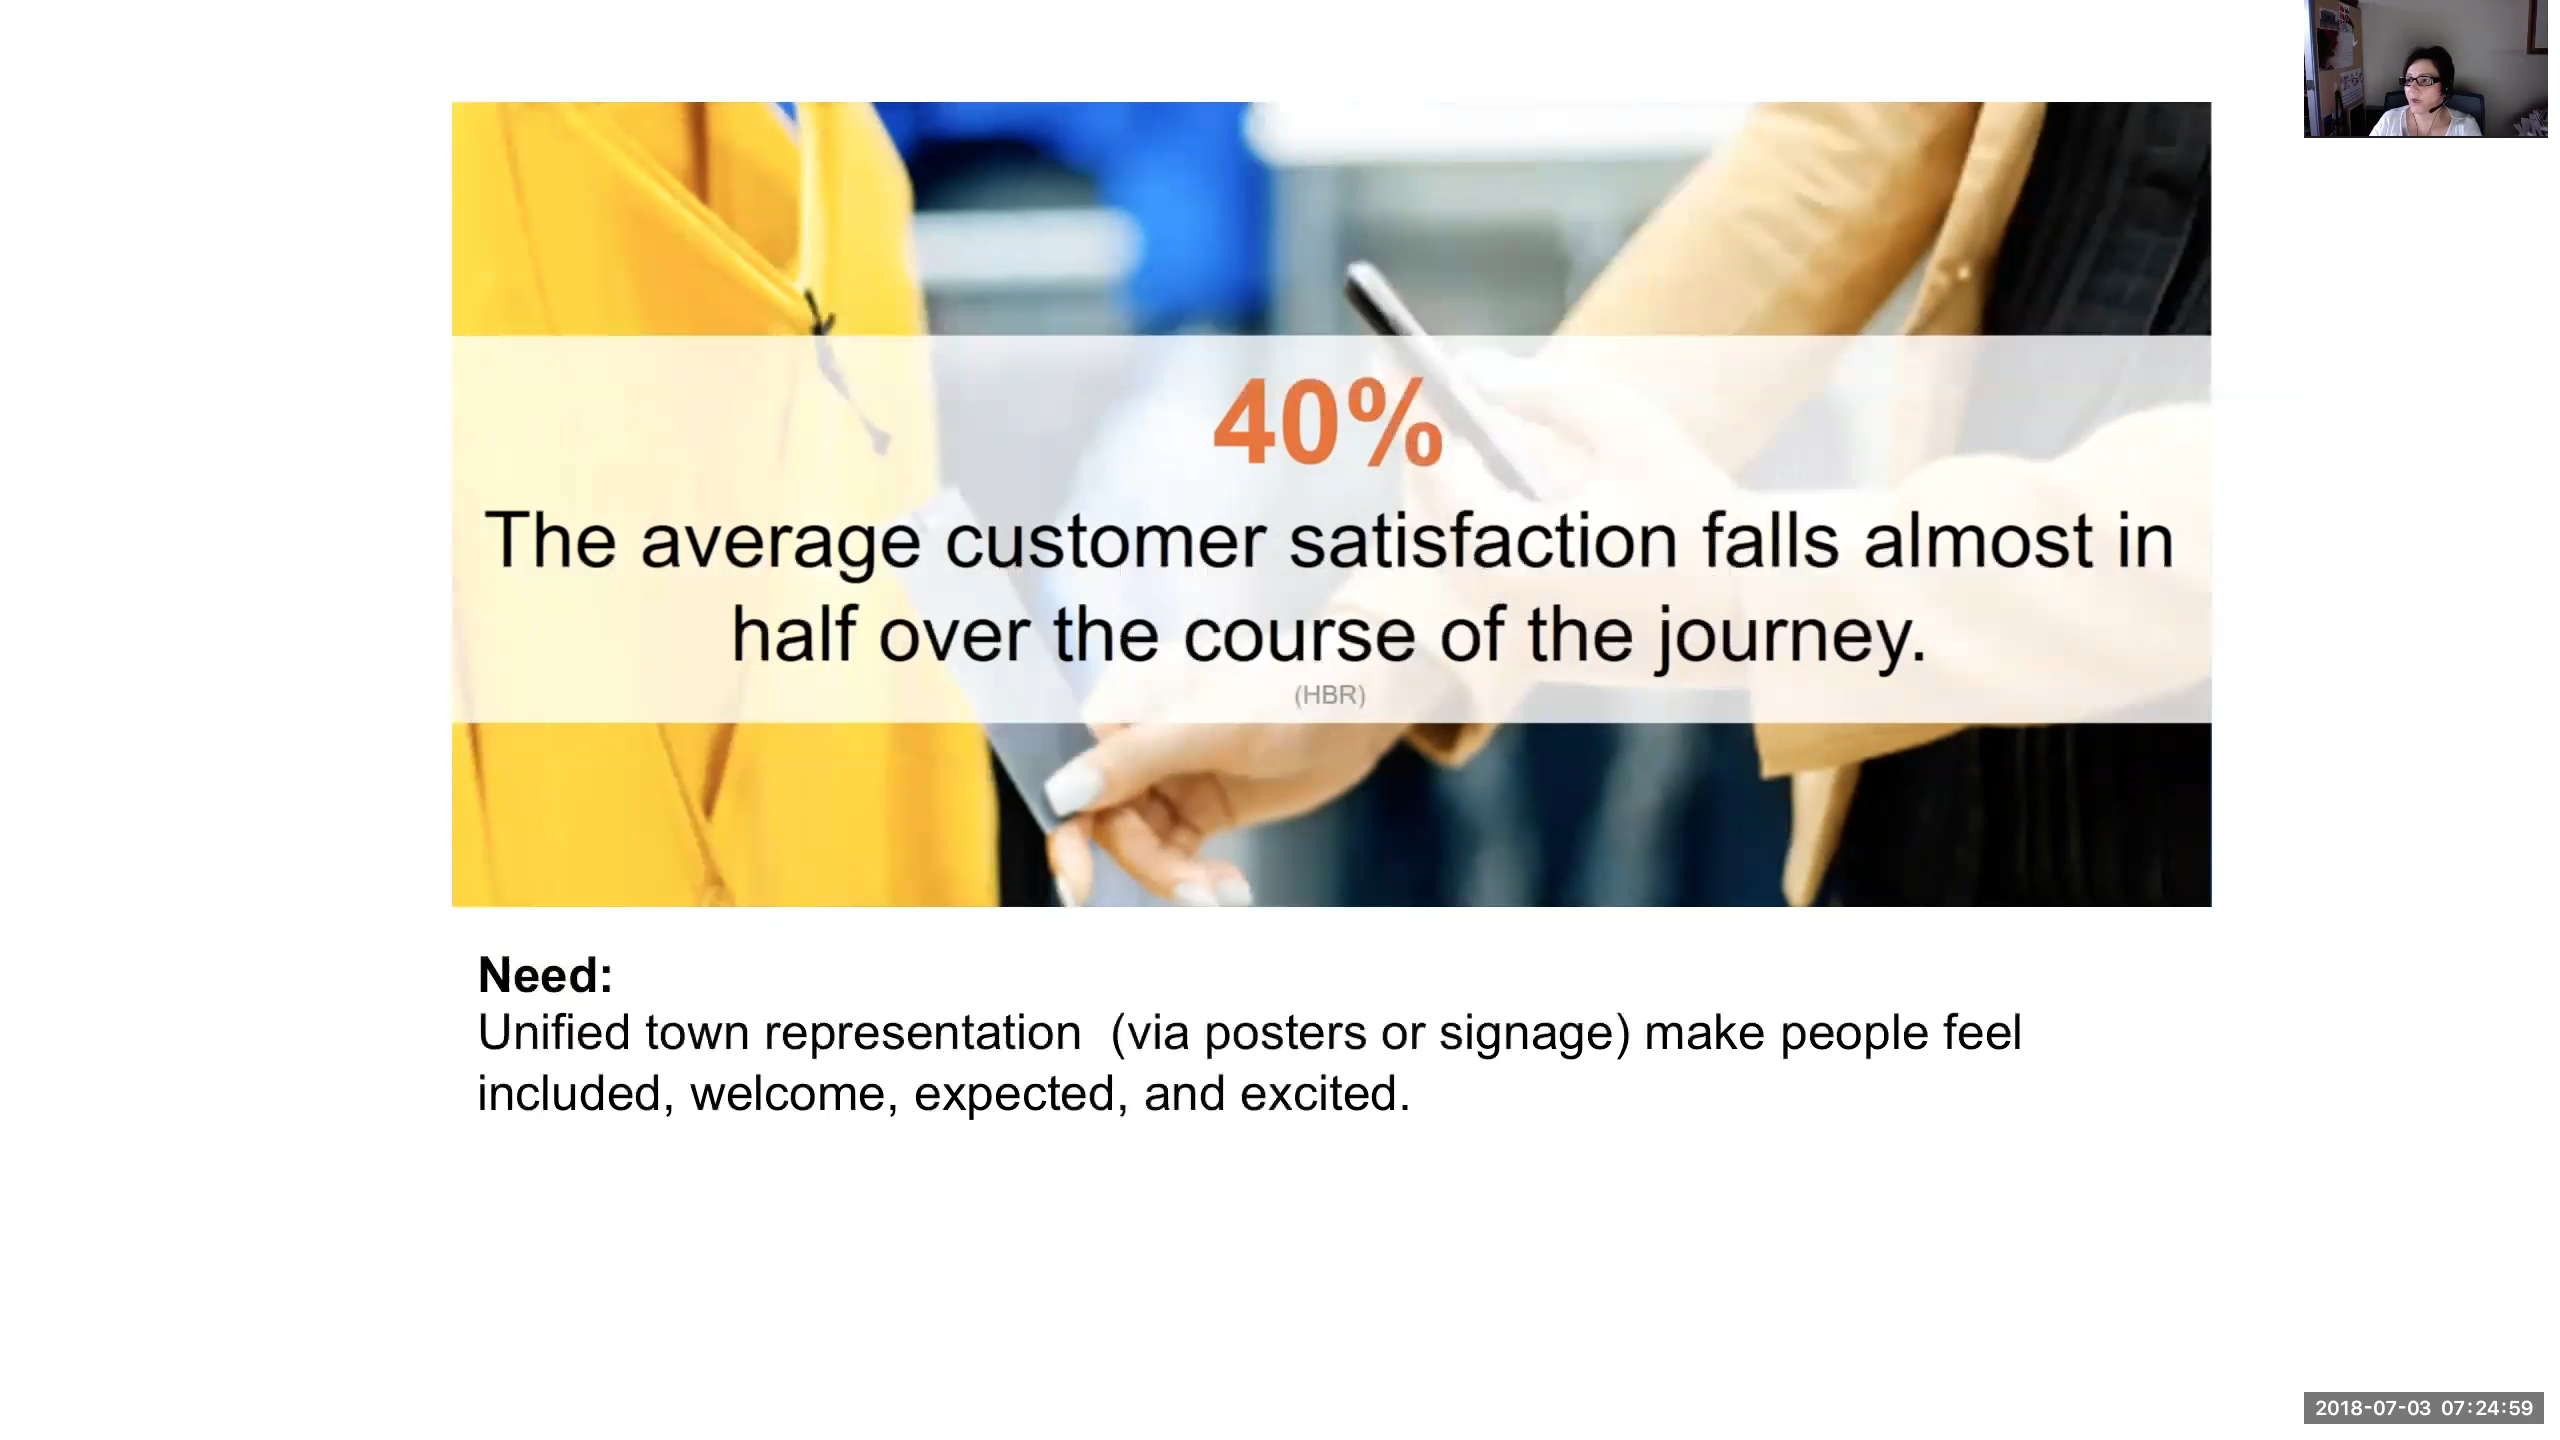 40%
The average customer satisfaction falls almost in
half over the course of the journey.
(HBR)
Need:
Unified town representation  (via posters or signage) make people feel
included, welcome, expected, and excited.
2018-07-03 07:24:59